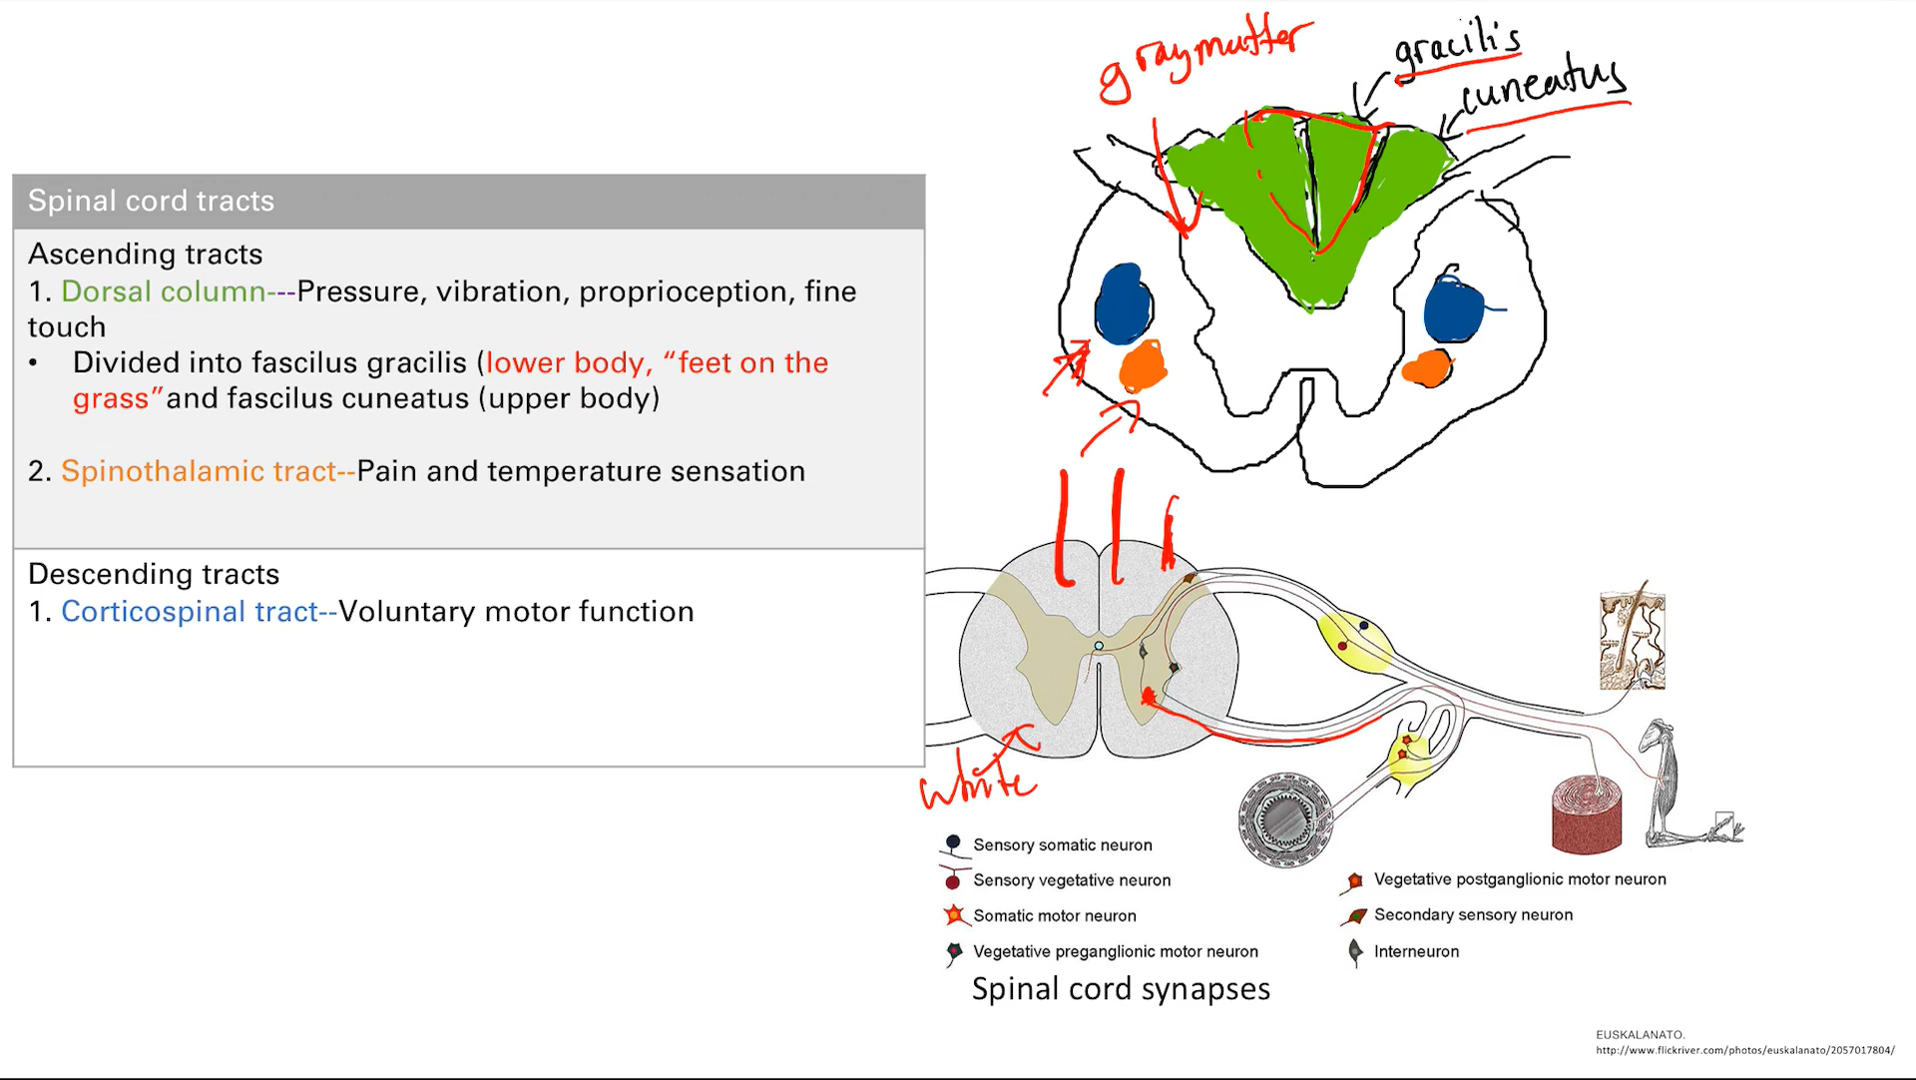 graymatter
gracilis
cuneatus
Spinal cord tracts
Ascending tracts
1. Dorsal column---Pressure, vibration, proprioception, fine
touch
• Divided into fascilus gracilis (lower body, “feet on the
grass”and fascilus cuneatus (upper body)
2. Spinothalamic tract--Pain and temperature sensation
Descending tracts
1. Corticospinal tract--Voluntary motor function
white
Sensory somatic neuron
Sensory vegetative neuron
Somatic motor neuron
Vegetative preganglionic motor neuron
Vegetative postganglionic motor neuron
Secondary sensory neuron
Interneuron
Spinal cord synapses
EUSKALANATO.
http://www.flickriver.com/photos/euskalanato/2057017804/